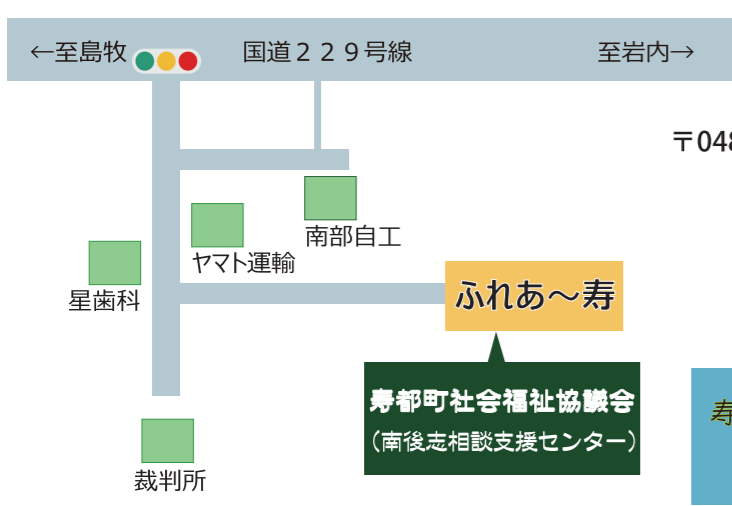 ←至島牧
国道２２９号線
至岩内→
〒048
南部自工
ヤマト運輸
星歯科
ふれあ～寿
寿都町社会福祉協議会
（南後志相談支援センター）
寿
裁判所